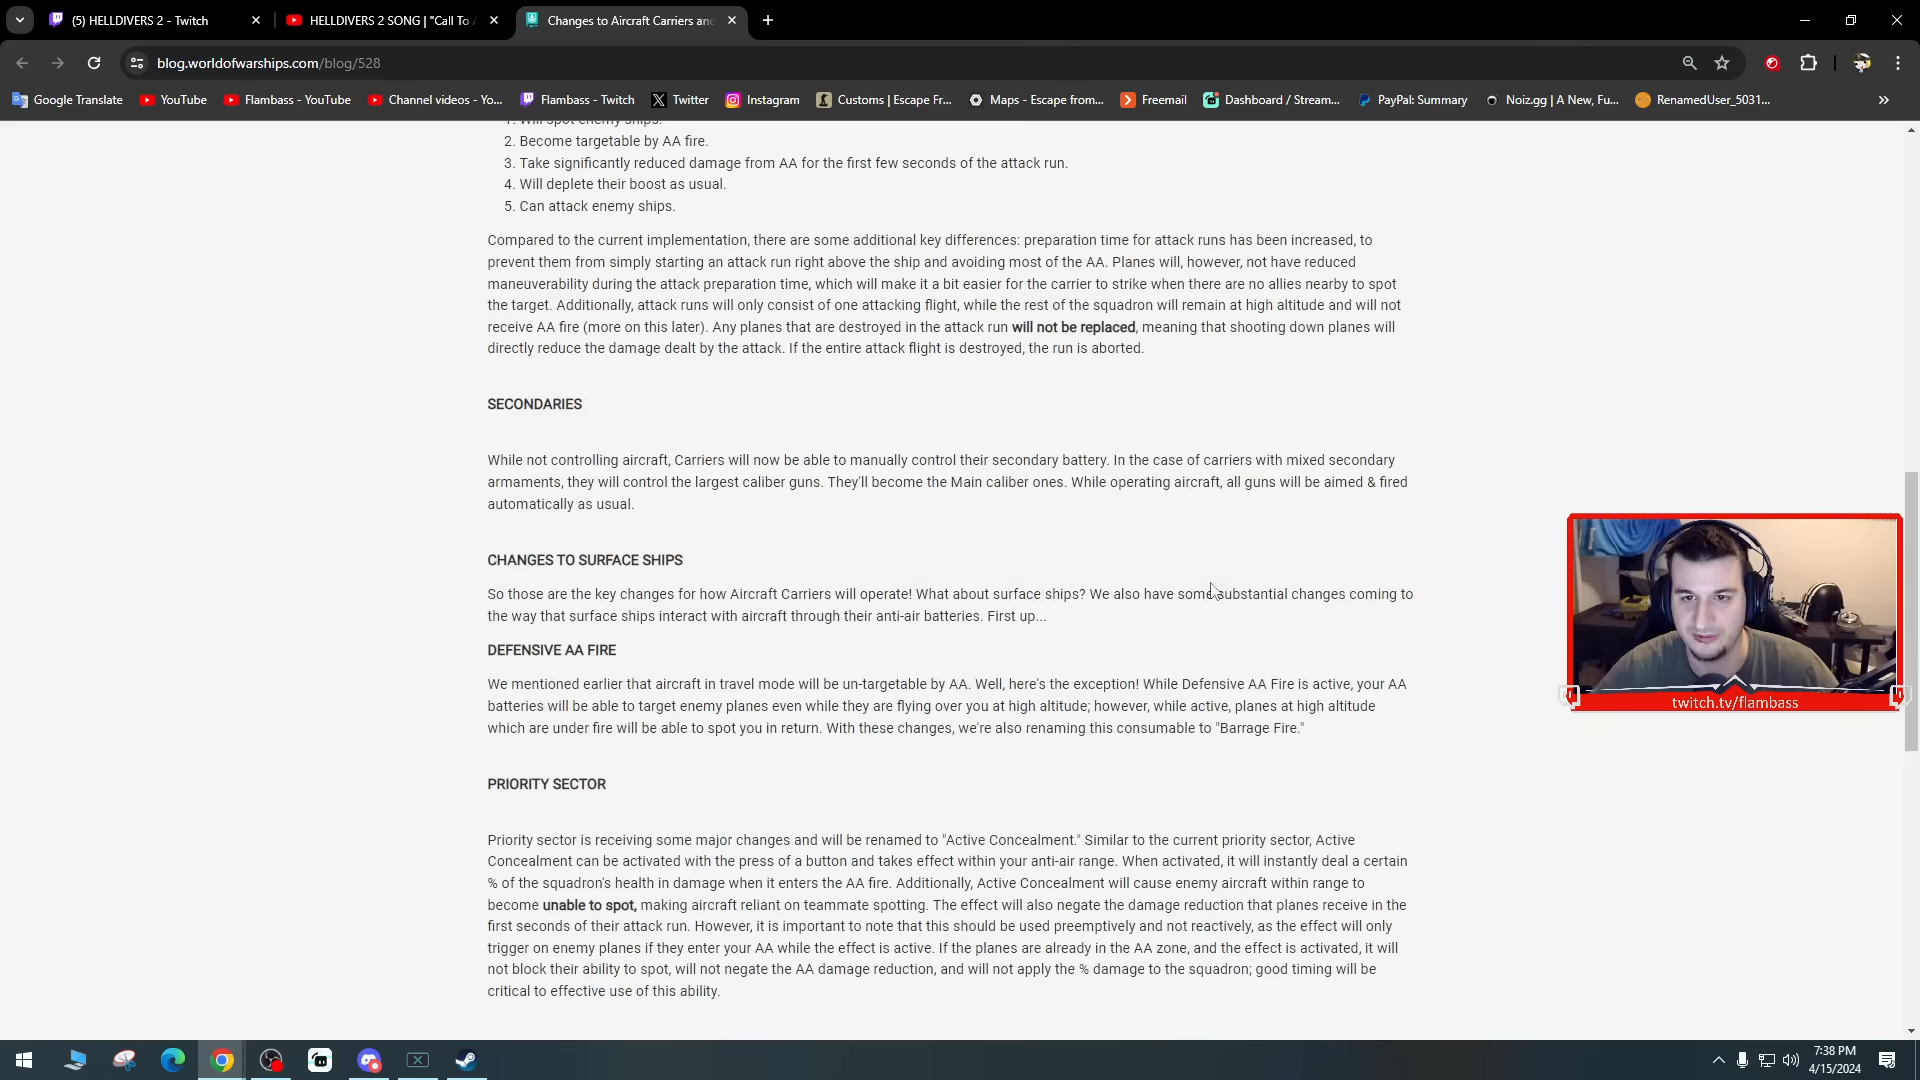 (5) HELLDIVERS 2 - Twitch
HELLDIVERS 2 SONG | "Call To
Changes to Aircraft Carriers and
blog.worldofwarships.com/blog/528
Google Translate
YouTube
Flambass - YouTube
Channel videos - Yo...
Flambass - Twitch
Twitter
Instagram
Customs | Escape Fr...
Maps - Escape from...
Freemail
Dashboard / Stream...
PayPal: Summary
Noiz.gg | A New, Fu...
RenamedUser_5031...
1. Will spot enemy ships.
2. Become targetable by AA fire.
3. Take significantly reduced damage from AA for the first few seconds of the attack run.
4. Will deplete their boost as usual.
5. Can attack enemy ships.
Compared to the current implementation, there are some additional key differences: preparation time for attack runs has been increased, to
prevent them from simply starting an attack run right above the ship and avoiding most of the AA. Planes will, however, not have reduced
maneuverability during the attack preparation time, which will make it a bit easier for the carrier to strike when there are no allies nearby to spot
the target. Additionally, attack runs will only consist of one attacking flight, while the rest of the squadron will remain at high altitude and will not
receive AA fire (more on this later). Any planes that are destroyed in the attack run will not be replaced, meaning that shooting down planes will
directly reduce the damage dealt by the attack. If the entire attack flight is destroyed, the run is aborted.
SECONDARIES
While not controlling aircraft, Carriers will now be able to manually control their secondary battery. In the case of carriers with mixed secondary
armaments, they will control the largest caliber guns. They'll become the Main caliber ones. While operating aircraft, all guns will be aimed & fired
automatically as usual.
CHANGES TO SURFACE SHIPS
So those are the key changes for how Aircraft Carriers will operate! What about surface ships? We also have some substantial changes coming to
the way that surface ships interact with aircraft through their anti-air batteries. First up...
DEFENSIVE AA FIRE
We mentioned earlier that aircraft in travel mode will be un-targetable by AA. Well, here's the exception! While Defensive AA Fire is active, your AA
batteries will be able to target enemy planes even while they are flying over you at high altitude; however, while active, planes at high altitude
which are under fire will be able to spot you in return. With these changes, we're also renaming this consumable to "Barrage Fire."
PRIORITY SECTOR
Priority sector is receiving some major changes and will be renamed to "Active Concealment." Similar to the current priority sector, Active
Concealment can be activated with the press of a button and takes effect within your anti-air range. When activated, it will instantly deal a certain
% of the squadron's health in damage when it enters the AA fire. Additionally, Active Concealment will cause enemy aircraft within range to
become unable to spot, making aircraft reliant on teammate spotting. The effect will also negate the damage reduction that planes receive in the
first seconds of their attack run. However, it is important to note that this should be used preemptively and not reactively, as the effect will only
trigger on enemy planes if they enter your AA while the effect is active. If the planes are already in the AA zone, and the effect is activated, it will
not block their ability to spot, will not negate the AA damage reduction, and will not apply the % damage to the squadron; good timing will be
critical to effective use of this ability.
twitch.tv/flambass
7:38 PM
4/15/2024